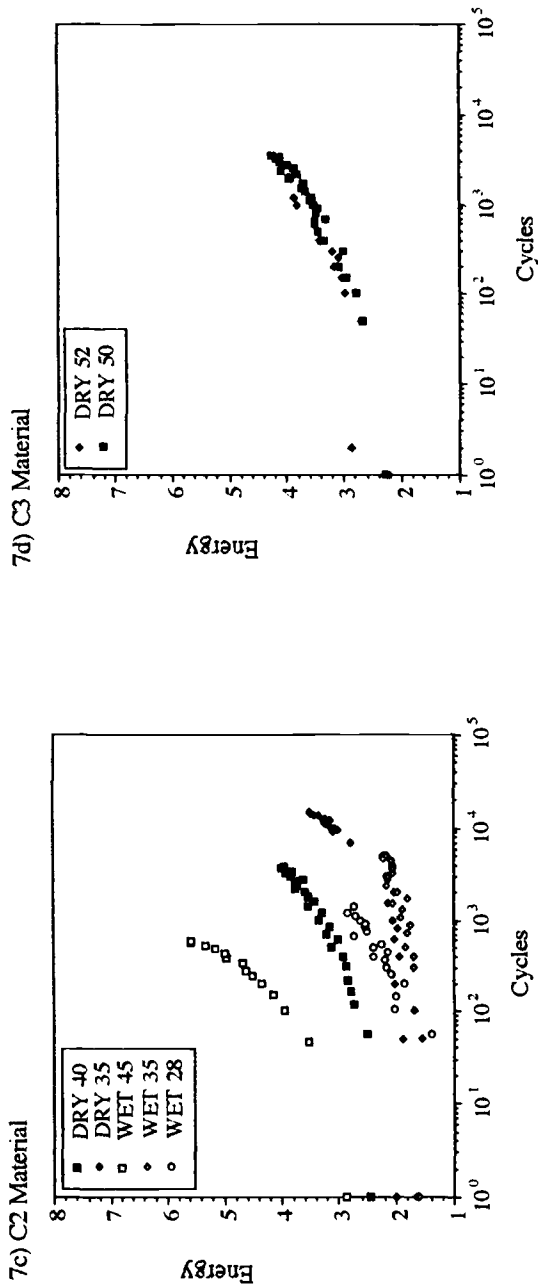 7c) C2 Material
8
7
6
5
4
3
2
1
Energy
DRY 40
DRY 35
WET 45
WET 35
WET 28
10^0
10^1
10^2
10^3
10^4
10^5
Cycles
7d) C3 Material
8
7
6
5
4
3
2
1
Energy
DRY 52
DRY 50
10^0
10^1
10^2
10^3
10^4
10^5
Cycles